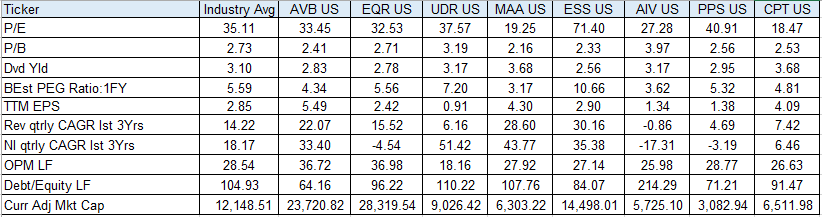 Ticker Industry Avg AVB US EQR US UDR US MAA US ESS US AIV US PPS US CPT US
P/E 35.11 33.45 32.53 37.57 19.25 71.40 27.28 40.91 18.47
P/B 2.73 2.41 2.71 3.19 2.16 2.33 3.97 2.56 2.53
Dvd Yld 3.10 2.83 2.78 3.17 3.68 2.56 3.17 2.95 3.68
BEst PEG Ratio:1FY 5.59 4.34 5.56 7.20 3.17 10.66 3.62 5.32 4.81
TTM EPS 2.85 5.49 2.42 0.91 4.30 2.90 1.34 1.38 4.09
Rev qtrly CAGR lst 3Yrs 14.22 22.07 15.52 6.16 28.60 30.16 -0.86 4.69 7.42
NI qtrly CAGR lst 3Yrs 18.17 33.40 -4.54 51.42 43.77 35.38 -17.31 -3.19 6.46
OPM LF 28.54 36.72 36.98 18.16 27.92 27.14 25.98 28.77 26.63
Debt/Equity LF 104.93 64.16 96.22 110.22 107.76 84.07 214.29 71.21 91.47
Curr Adj Mkt Cap 12,148.51 23,720.82 28,319.54 9,026.42 6,303.22 14,498.01 5,725.10 3,082.94 6,511.98